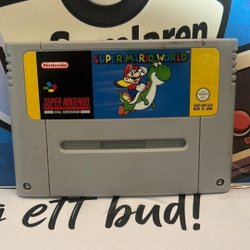 Samlaren
Nintendo
SUPER MARIO WORLD
SUPER NINTENDO
ENTERTAINMENT SYSTEM
PAL VERSION
ett bud!